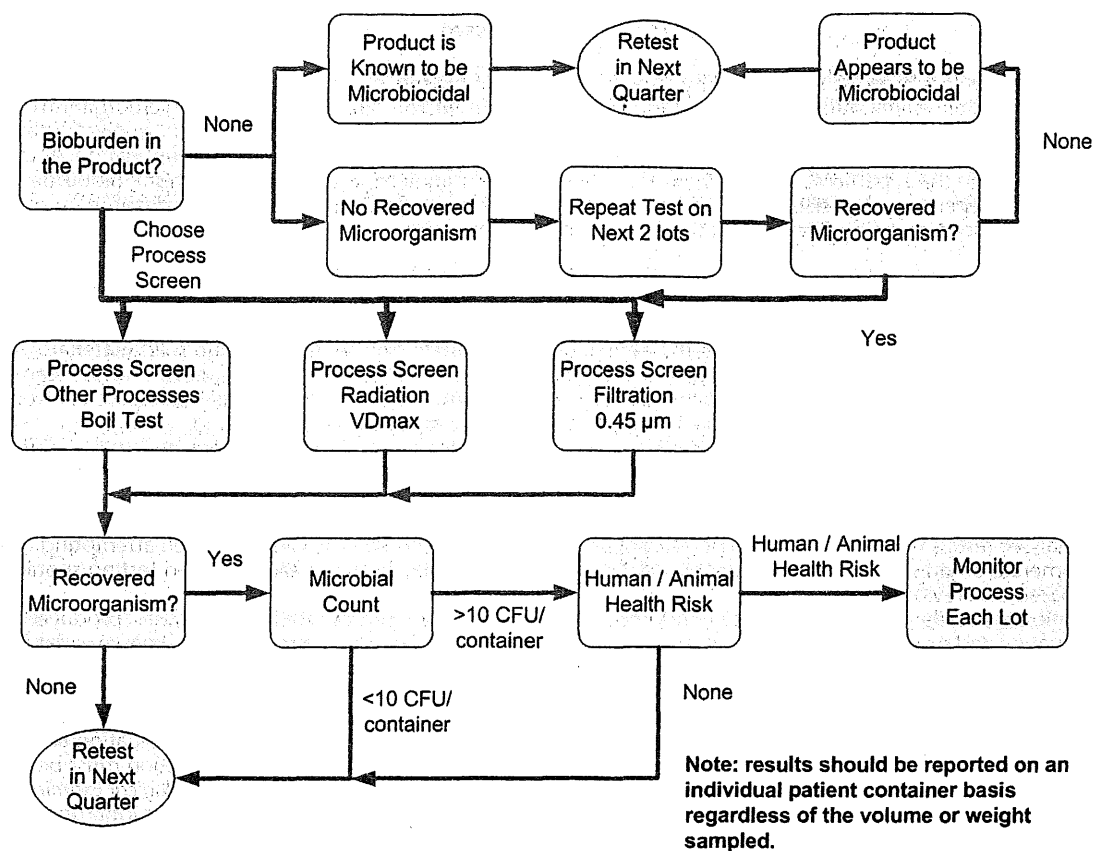 Product is
Known to be
Microbiocidal
Retest
in Next
Quarter
Product
Appears to be
Microbiocidal
None
None
Bioburden in
the Product?
No Recovered
Microorganism
Repeat Test on
Next 2 lots
Recovered
Microorganism?
Choose
Process
Screen
Yes
Process Screen
Other Processes
Boil Test
Process Screen
Radiation
VDmax
Process Screen
Filtration
0.45 µm
Recovered
Microorganism?
Yes
Microbial
Count
>10 CFU/
container
Human / Animal
Health Risk
Human / Animal
Health Risk
Monitor
Process
Each Lot
None
<10 CFU/
container
None
Retest
in Next
Quarter
Note: results should be reported on an
individual patient container basis
regardless of the volume or weight
sampled.